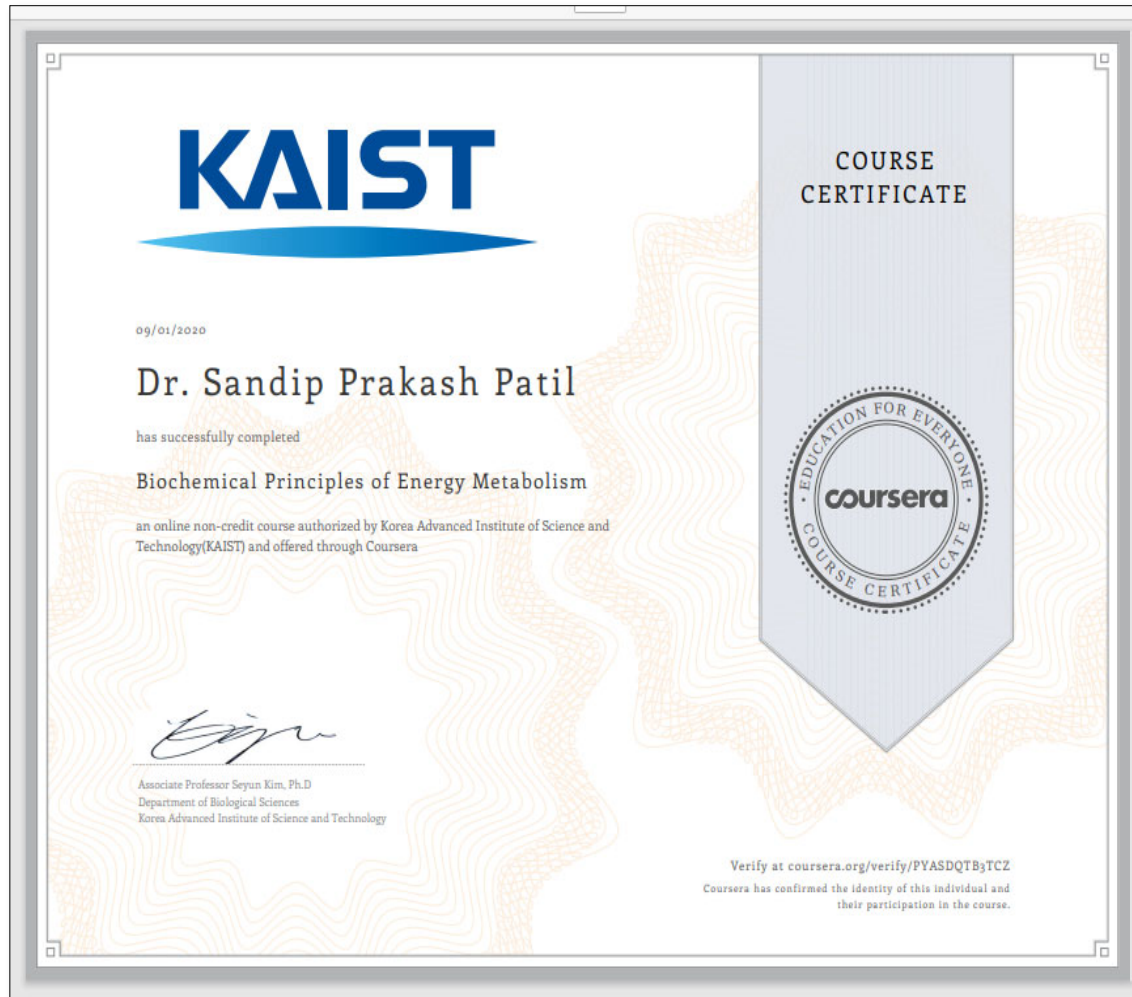 KAIST
COURSE
CERTIFICATE
09/01/2020
Dr. Sandip Prakash Patil
has successfully completed
Biochemical Principles of Energy Metabolism
an online non-credit course authorized by Korea Advanced Institute of Science and
Technology(KAIST) and offered through Coursera
EDUCATION FOR EVERYONE
coursera
COURSE CERTIFICATE
Associate Professor Seyun Kim, Ph.D
Department of Biological Sciences
Korea Advanced Institute of Science and Technology
Verify at coursera.org/verify/PYASDQTB3TCZ
Coursera has confirmed the identity of this individual and
their participation in the course.